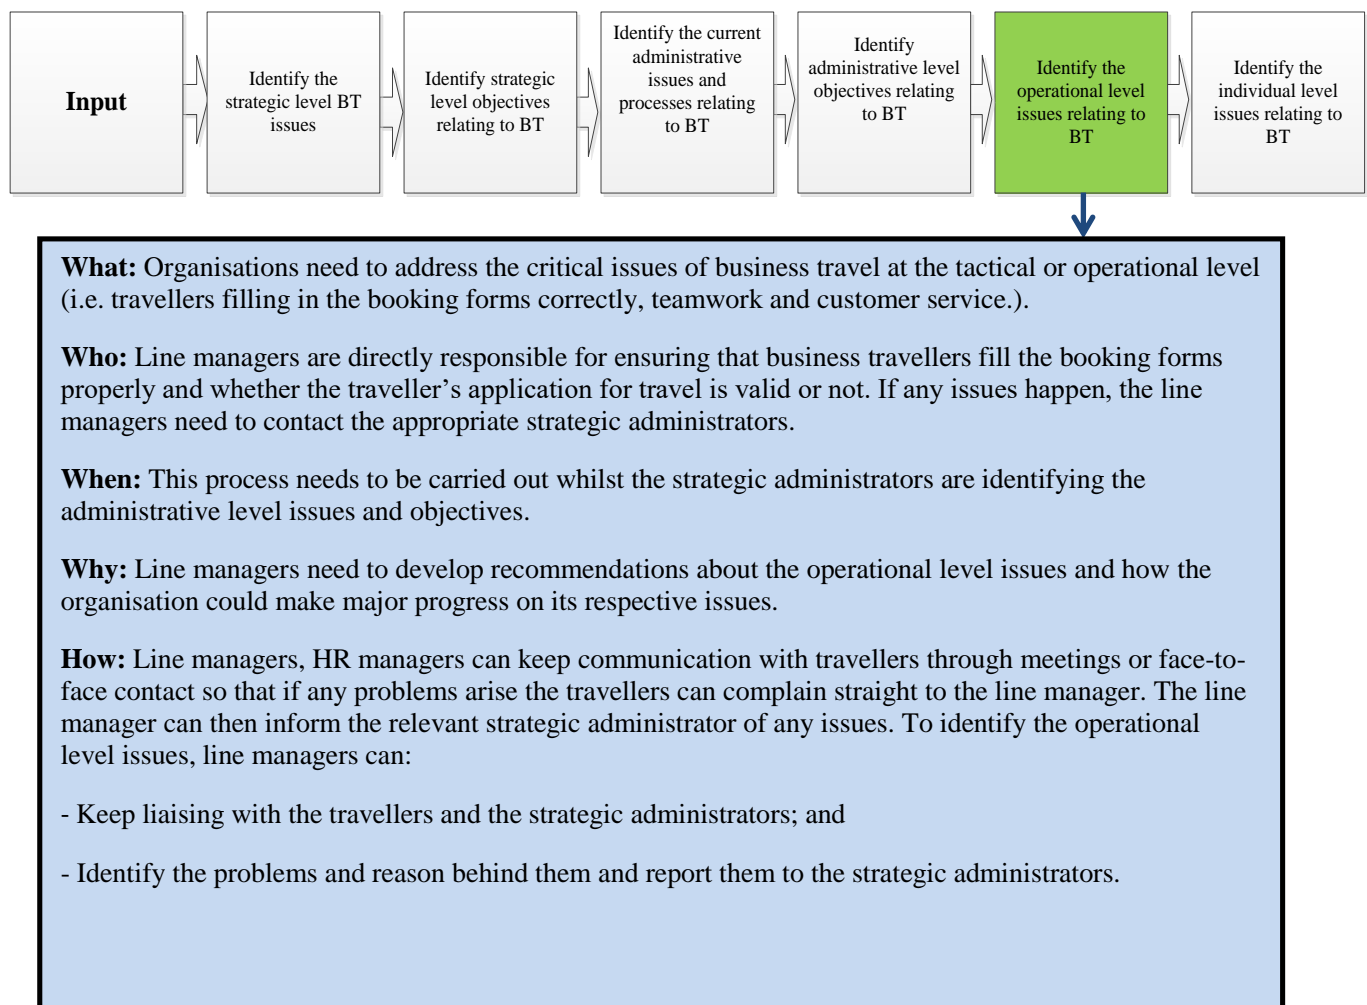 Input
Identify the
strategic level BT
issues
Identify strategic
level objectives
relating to BT
Identify the current
administrative
issues and
processes relating
to BT
Identify
administrative level
objectives relating
to BT
Identify the
operational level
issues relating to
BT
Identify the
individual level
issues relating to
BT
What: Organisations need to address the critical issues of business travel at the tactical or operational level
(i.e. travellers filling in the booking forms correctly, teamwork and customer service.).
Who: Line managers are directly responsible for ensuring that business travellers fill the booking forms
properly and whether the traveller’s application for travel is valid or not. If any issues happen, the line
managers need to contact the appropriate strategic administrators.
When: This process needs to be carried out whilst the strategic administrators are identifying the
administrative level issues and objectives.
Why: Line managers need to develop recommendations about the operational level issues and how the
organisation could make major progress on its respective issues.
How: Line managers, HR managers can keep communication with travellers through meetings or face-to-
face contact so that if any problems arise the travellers can complain straight to the line manager. The line
manager can then inform the relevant strategic administrator of any issues. To identify the operational
level issues, line managers can:
- Keep liaising with the travellers and the strategic administrators; and
- Identify the problems and reason behind them and report them to the strategic administrators.